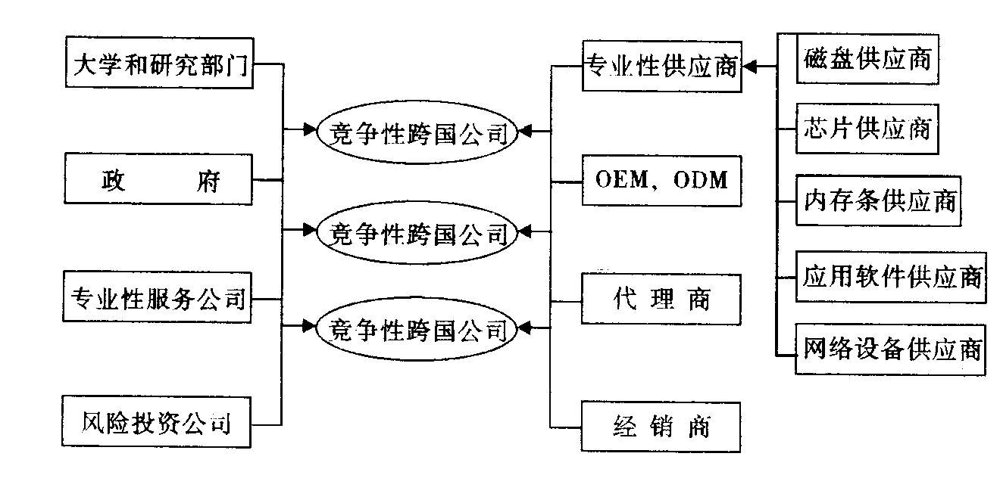 大学和研究部门
政 府
专业性服务公司
风险投资公司
竞争性跨国公司
竞争性跨国公司
竞争性跨国公司
专业性供应商
OEM、ODM
代 理 商
经 销 商
磁盘供应商
芯片供应商
内存条供应商
应用软件供应商
网络设备供应商